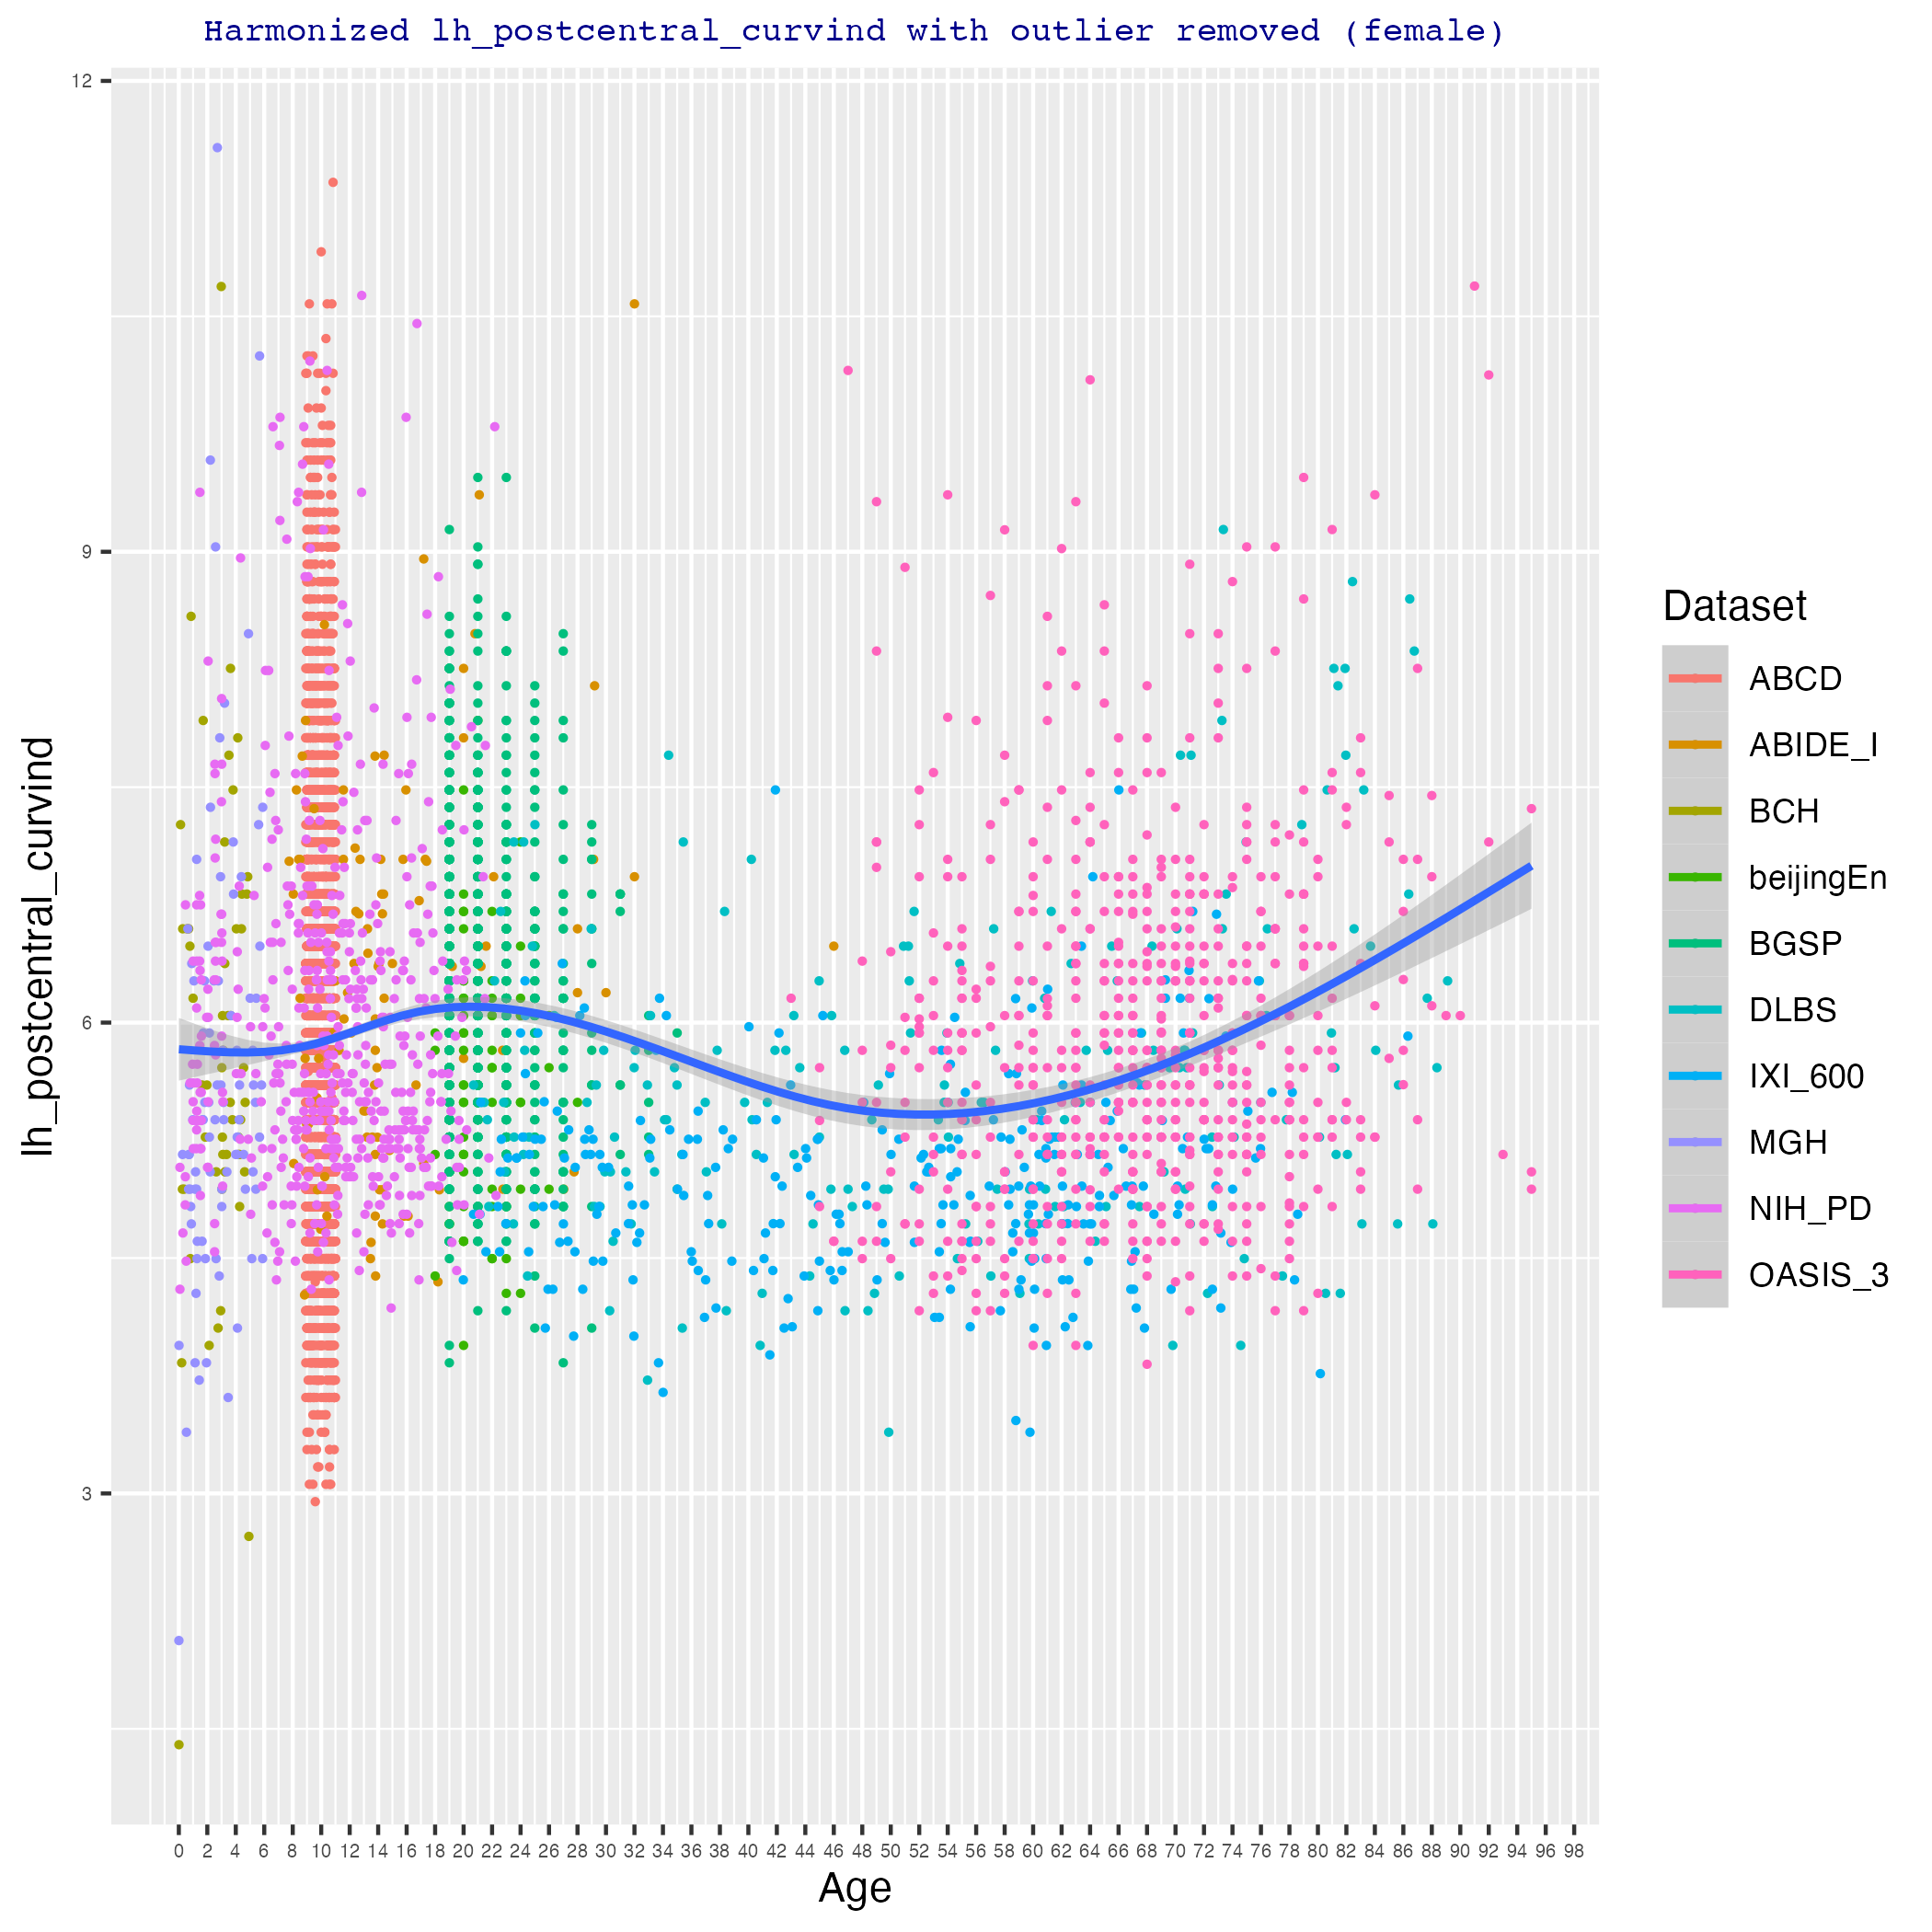 Harmonized lh_postcentral_curvind with outlier removed (female)
12
9
6
3
lh_postcentral_curvind
0 2 4 6 8 10 12 14 16 18 20 22 24 26 28 30 32 34 36 38 40 42 44 46 48 50 52 54 56 58 60 62 64 66 68 70 72 74 76 78 80 82 84 86 88 90 92 94 96 98
Age
Dataset
ABCD
ABIDE_I
BCH
beijingEn
BGSP
DLBS
IXI_600
MGH
NIH_PD
OASIS_3